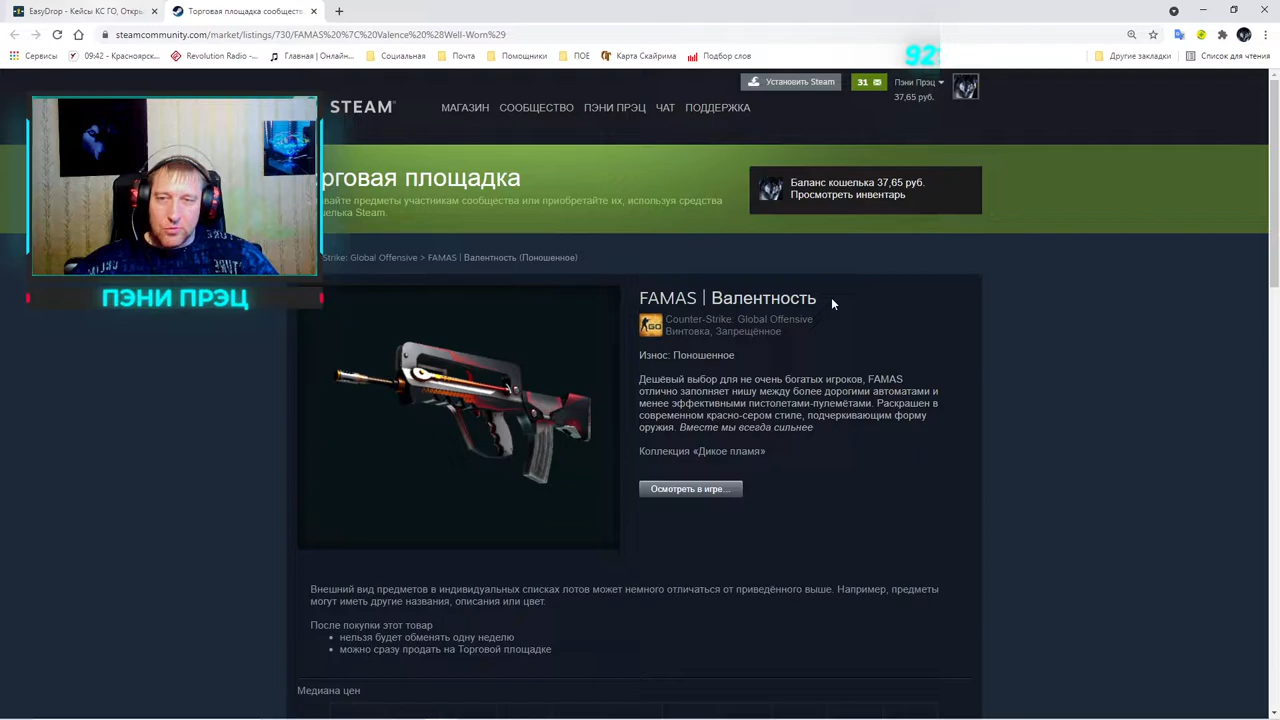 EasyDrop - Кейсы КС ГО, Откры
Торговая площадка сообществ
steamcommunity.com/market/listings/730/FAMAS%20%7C%20Valence%20%28Well-Worn%29
Сервисы
09:42 - Красноярск...
Revolution Radio -...
Главная | Онлайн...
Социальная
Почта
Помощники
ПОЕ
Карта Скайрима
Подбор слов
Другие закладки
Список для чтения
92
Установить Steam
31
Пэни Прэц
37,65 руб.
STEAM
МАГАЗИН СООБЩЕСТВО ПЭНИ ПРЭЦ ЧАТ ПОДДЕРЖКА
рговая площадка
вайте предметы участникам сообщества или приобретайте их, используя средства
шелька Steam.
Баланс кошелька 37,65 руб.
Просмотреть инвентарь
Strike: Global Offensive > FAMAS | Валентность (Поношенное)
ПЭНИ ПРЭЦ
FAMAS | Валентность
Counter-Strike: Global Offensive
Винтовка, Запрещённое
Износ: Поношенное
Дешёвый выбор для не очень богатых игроков, FAMAS
отлично заполняет нишу между более дорогими автоматами и
менее эффективными пистолетами-пулемётами. Раскрашен в
современном красно-сером стиле, подчеркивающим форму
оружия. Вместе мы всегда сильнее
Коллекция «Дикое пламя»
Осмотреть в игре...
Внешний вид предметов в индивидуальных списках лотов может немного отличаться от приведённого выше. Например, предметы
могут иметь другие названия, описания или цвет.
После покупки этот товар
нельзя будет обменять одну неделю
можно сразу продать на Торговой площадке
Медиана цен